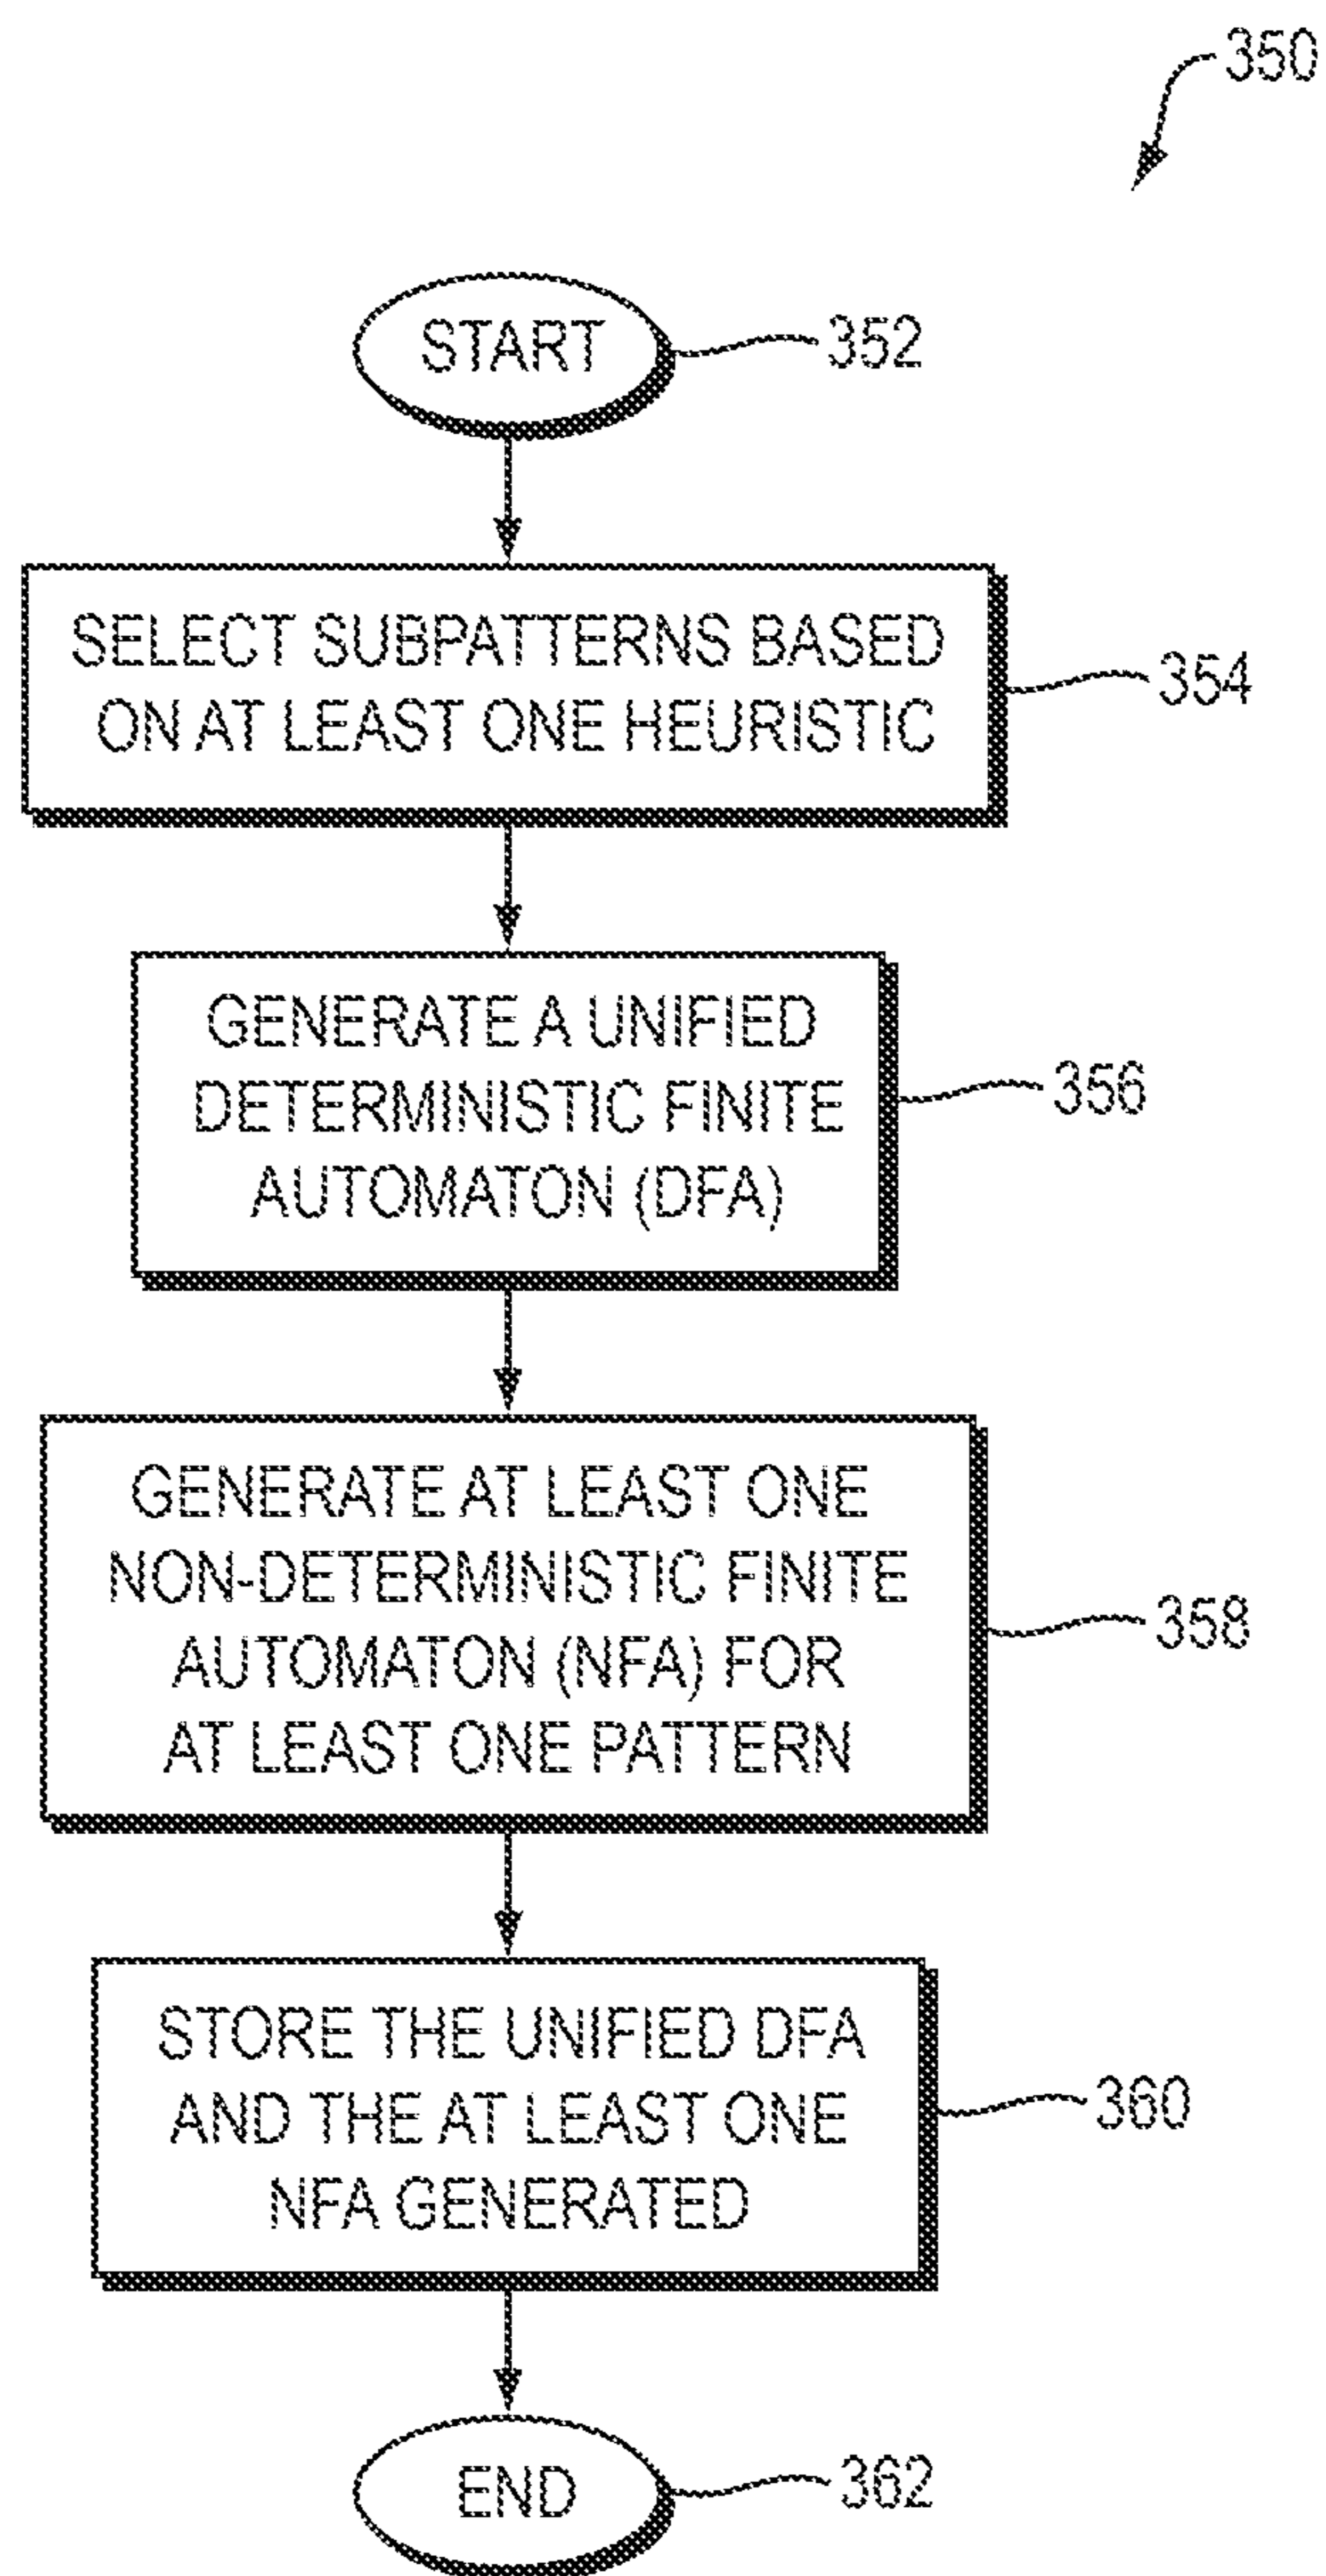 350
START
352
SELECT SUBPATTERNS BASED
ON AT LEAST ONE HEURISTIC
354
GENERATE A UNIFIED
DETERMINISTIC FINITE
AUTOMATON (DFA)
356
GENERATE AT LEAST ONE
NON-DETERMINISTIC FINITE
AUTOMATON (NFA) FOR
AT LEAST ONE PATTERN
358
STORE THE UNIFIED DFA
AND THE AT LEAST ONE
NFA GENERATED
360
END
362